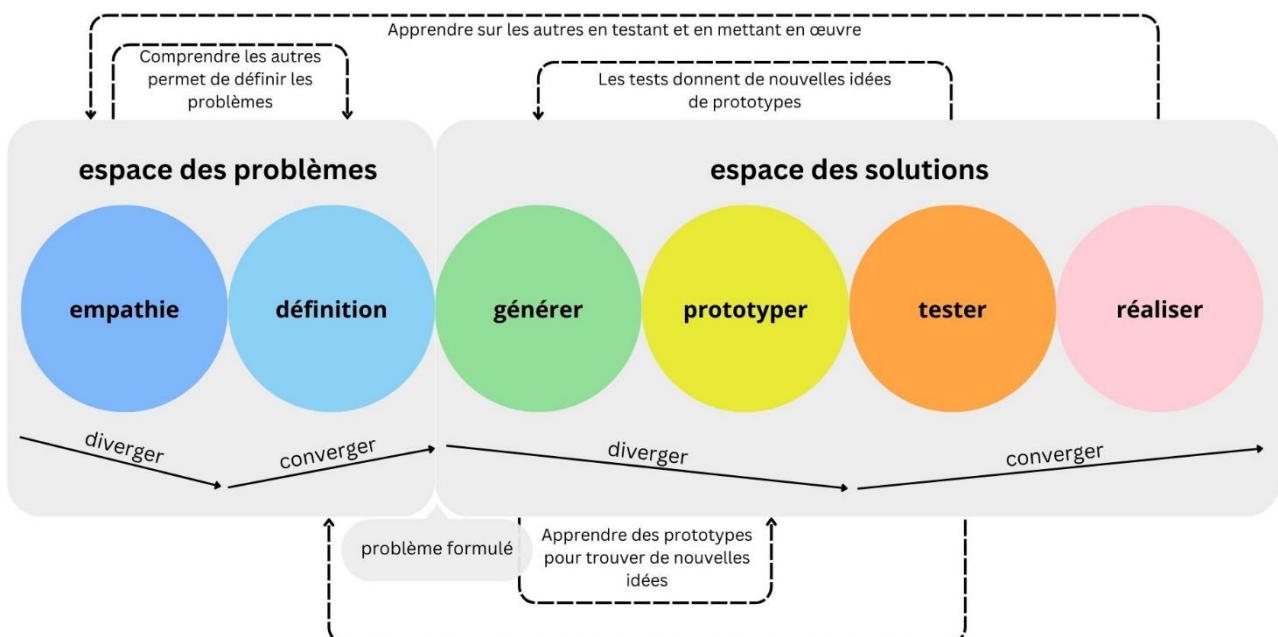 Apprendre sur les autres en testant et en mettant en œuvre
Comprendre les autres
permet de définir les
problèmes
Les tests donnent de nouvelles idées
de prototypes
espace des problèmes
espace des solutions
empathie
définition
générer
prototyper
tester
réaliser
diverger
converger
diverger
converger
problème formulé
Apprendre des prototypes
pour trouver de nouvelles
idées